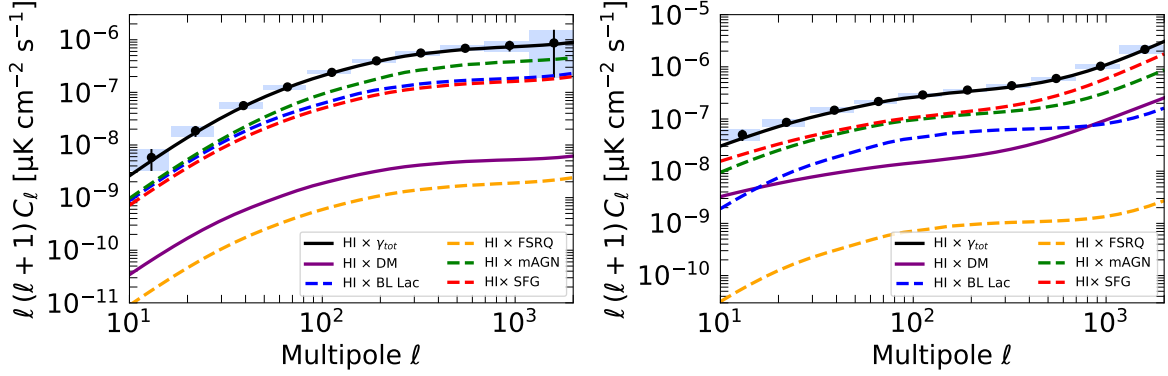 ℓ(ℓ + 1) Cℓ [μK cm⁻² s⁻¹]
10⁻⁶
10⁻⁷
10⁻⁸
10⁻⁹
10⁻¹⁰
10⁻¹¹
HI × γtot
HI × DM
HI × BL Lac
HI × FSRQ
HI × mAGN
HI× SFG
10¹ 10² 10³
Multipole ℓ
ℓ(ℓ + 1) Cℓ [μK cm⁻² s⁻¹]
10⁻⁵
10⁻⁶
10⁻⁷
10⁻⁸
10⁻⁹
10⁻¹⁰
HI × γtot
HI × DM
HI × BL Lac
HI × FSRQ
HI × mAGN
HI× SFG
10¹ 10² 10³
Multipole ℓ